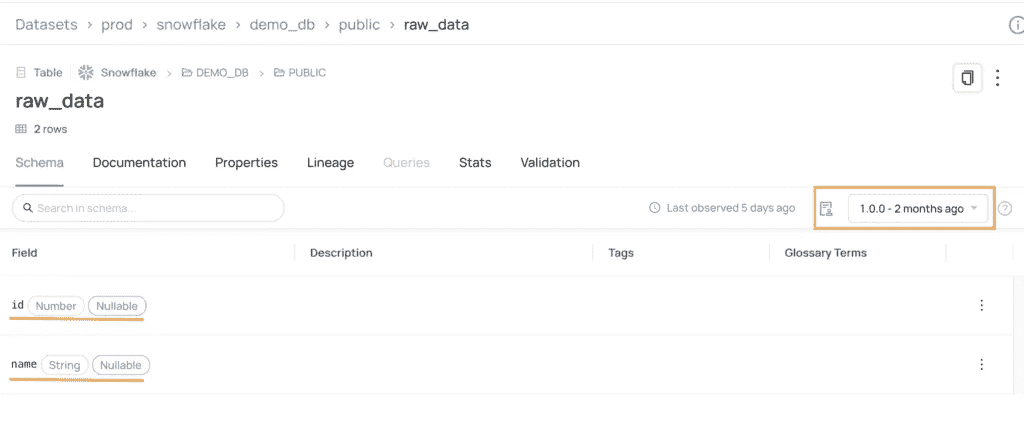 Datasets > prod > snowflake > demo_db > public > raw_data
Table Snowflake > DEMO_DB > PUBLIC
raw_data
2 rows
Schema Documentation Properties Lineage Queries Stats Validation
Search in schema... Last observed 5 days ago 1.0.0 - 2 months ago
Field Description Tags Glossary Terms
id Number Nullable
name String Nullable